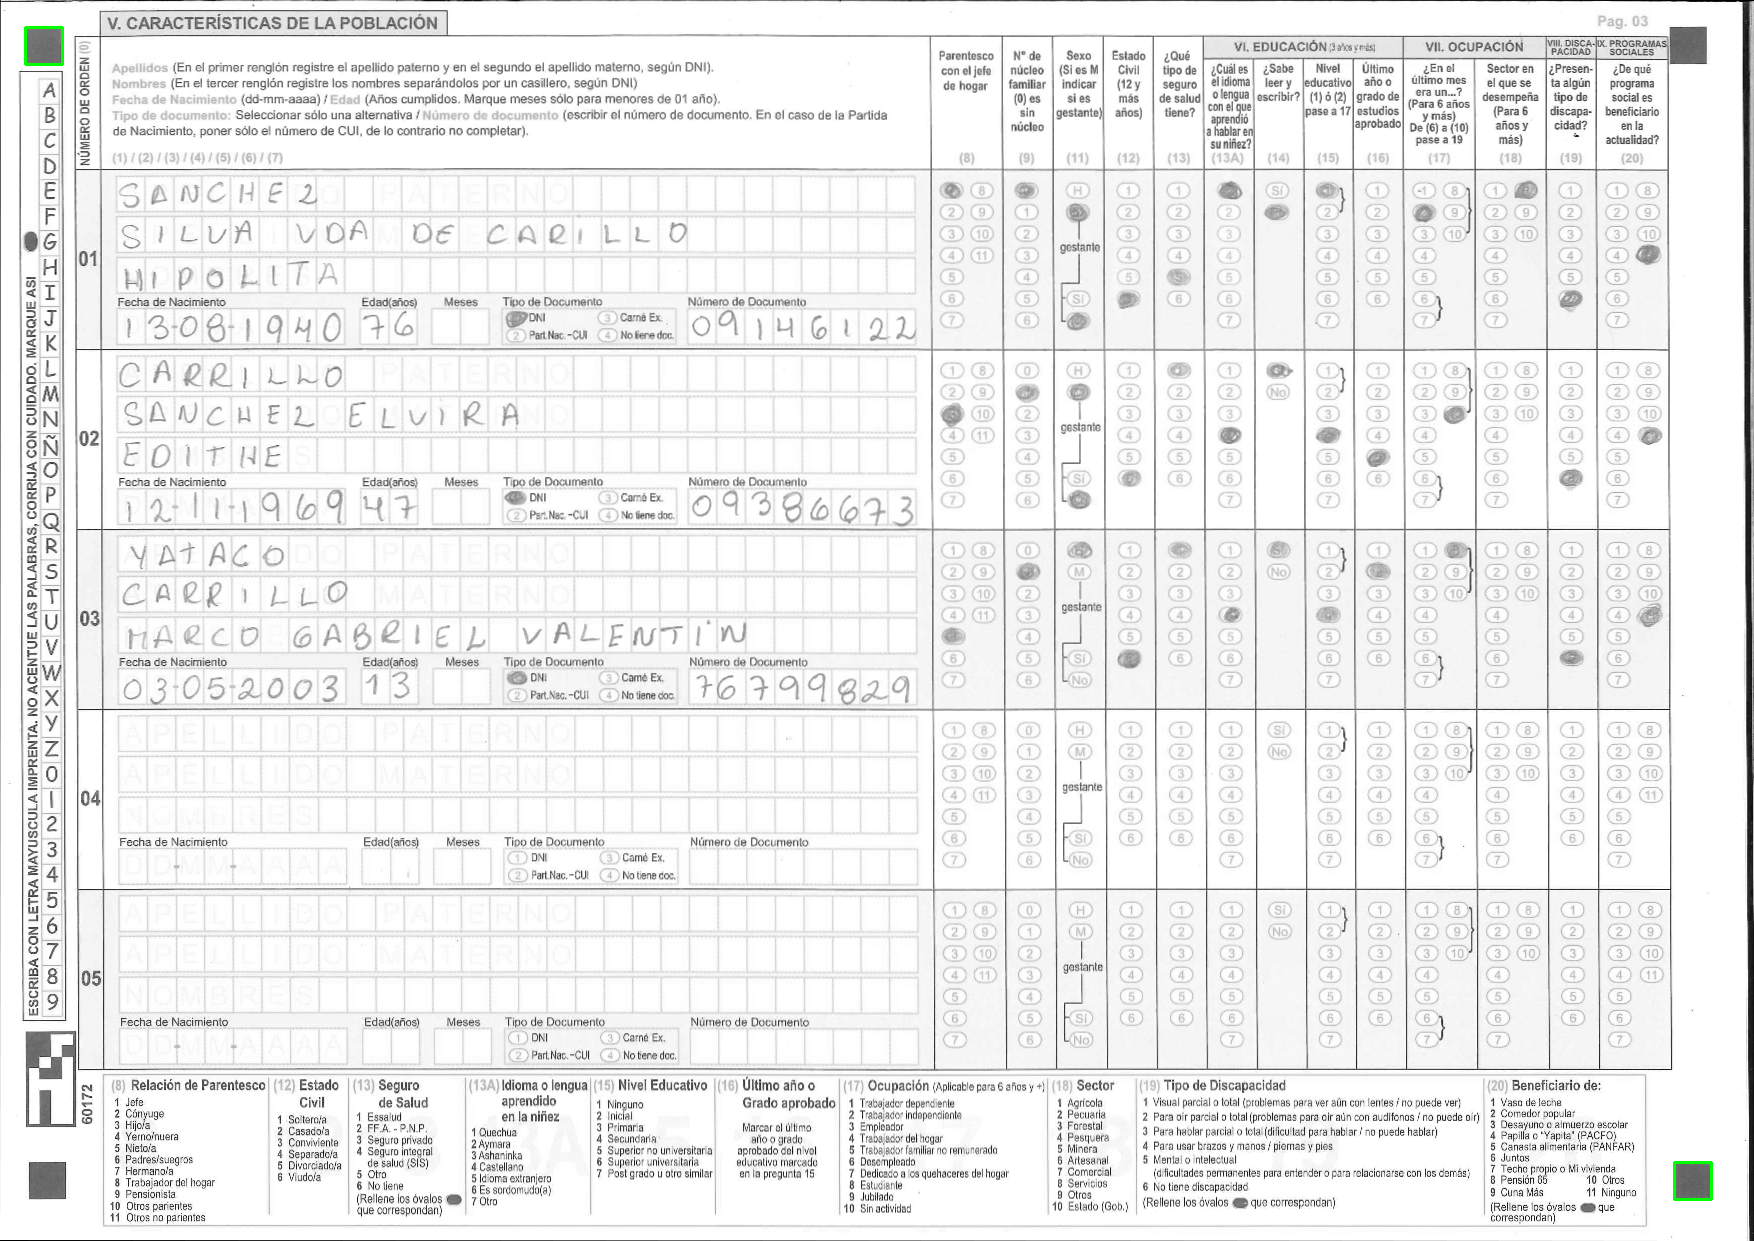 V. CARACTERÍSTICAS DE LA POBLACIÓN
Pag. 03
NÚMERO DE ORDEN (0)
Apellidos (En el primer renglón registre el apellido paterno y en el segundo el apellido materno, según DNI).
Nombres (En el tercer renglón registre los nombres separándolos por un casillero, según DNI)
Fecha de Nacimiento (dd-mm-aaaa) / Edad (Años cumplidos. Marque meses sólo para menores de 01 año).
Tipo de documento: Seleccionar sólo una alternativa / Número de documento (escribir el número de documento. En el caso de la Partida
de Nacimiento, poner sólo el número de CUI, de lo contrario no completar).
(1) / (2) / (3) / (4) / (5) / (6) / (7)
Parentesco con el jefe de hogar (8)
N° de núcleo familiar (0) es sin núcleo (9)
Sexo (Si es M indicar si es gestante) (11)
Estado Civil (12 y más años) (12)
¿Qué tipo de seguro de salud tiene? (13)
VI. EDUCACIÓN (3 años y más)
¿Cuál es el idioma o lengua con el que aprendió a hablar en su niñez? (13A)
¿Sabe leer y escribir? (14)
Nivel educativo (1) ó (2) pase a 17 (15)
Último año o grado de estudios aprobado (16)
VII. OCUPACIÓN
¿En el último mes era un...? (Para 6 años y más) De (6) a (10) pase a 19 (17)
Sector en el que se desempeña (Para 6 años y más) (18)
VIII. DISCAPACIDAD
¿Presenta algún tipo de discapacidad? (19)
IX. PROGRAMAS SOCIALES
¿De qué programa social es beneficiario en la actualidad? (20)
01
SANCHEZ
SILVA VDA DE CARILLO
HIPOLITA
Fecha de Nacimiento Edad(años) Meses Tipo de Documento Número de Documento
13-08-1940 76 DNI 3 Carné Ex. 2 Part.Nac.-CUI 4 No tiene doc. 09146122
02
CARRILLO
SANCHEZ ELVIRA
EDITHE
Fecha de Nacimiento Edad(años) Meses Tipo de Documento Número de Documento
12-11-1969 47 DNI 3 Carné Ex. 2 Part.Nac.-CUI 4 No tiene doc. 09386673
03
YATACO
CARRILLO
MARCO GABRIEL VALENTIN
Fecha de Nacimiento Edad(años) Meses Tipo de Documento Número de Documento
03-05-2003 13 DNI 3 Carné Ex. 2 Part.Nac.-CUI 4 No tiene doc. 76799829
04
APELLIDO PATERNO
APELLIDO MATERNO
NOMBRES
Fecha de Nacimiento Edad(años) Meses Tipo de Documento Número de Documento
DD-MM-AAAA 1 DNI 3 Carné Ex. 2 Part.Nac.-CUI 4 No tiene doc.
05
APELLIDO PATERNO
APELLIDO MATERNO
NOMBRES
Fecha de Nacimiento Edad(años) Meses Tipo de Documento Número de Documento
DD-MM-AAAA 1 DNI 3 Carné Ex. 2 Part.Nac.-CUI 4 No tiene doc.
ESCRIBA CON LETRA MAYUSCULA IMPRENTA. NO ACENTUE LAS PALABRAS, CORRIJA CON CUIDADO. MARQUE ASI
A B C D E F G H I J K L M N Ñ O P Q R S T U V W X Y Z 0 1 2 3 4 5 6 7 8 9
60172
(8) Relación de Parentesco
1 Jefe
2 Cónyuge
3 Hijo/a
4 Yerno/nuera
5 Nieto/a
6 Padres/suegros
7 Hermano/a
8 Trabajador del hogar
9 Pensionista
10 Otros parientes
11 Otros no parientes
(12) Estado Civil
1 Soltero/a
2 Casado/a
3 Conviviente
4 Separado/a
5 Divorciado/a
6 Viudo/a
(13) Seguro de Salud
1 Essalud
2 FF.A. - P.N.P.
3 Seguro privado
4 Seguro integral de salud (SIS)
5 Otro
6 No tiene
(Rellene los óvalos que correspondan)
(13A) Idioma o lengua aprendido en la niñez
1 Quechua
2 Aymara
3 Ashaninka
4 Castellano
5 Idioma extranjero
6 Es sordomudo(a)
7 Otro
(15) Nivel Educativo
1 Ninguno
2 Inicial
3 Primaria
4 Secundaria
5 Superior no universitaria
6 Superior universitaria
7 Post grado u otro similar
(16) Último año o Grado aprobado
Marcar el último año o grado aprobado del nivel educativo marcado en la pregunta 15
(17) Ocupación (Aplicable para 6 años y +)
1 Trabajador dependiente
2 Trabajador independiente
3 Empleador
4 Trabajador del hogar
5 Trabajador familiar no remunerado
6 Desempleado
7 Dedicado a los quehaceres del hogar
8 Estudiante
9 Jubilado
10 Sin actividad
(18) Sector
1 Agrícola
2 Pecuaria
3 Forestal
4 Pesquera
5 Minera
6 Artesanal
7 Comercial
8 Servicios
9 Otros
10 Estado (Gob.)
(19) Tipo de Discapacidad
1 Visual parcial o total (problemas para ver aún con lentes / no puede ver)
2 Para oir parcial o total (problemas para oir aún con audífonos / no puede oir)
3 Para hablar parcial o total (dificultad para hablar / no puede hablar)
4 Para usar brazos y manos / piernas y pies
5 Mental o intelectual
(dificultades permanentes para entender o para relacionarse con los demás)
6 No tiene discapacidad
(Rellene los óvalos que correspondan)
(20) Beneficiario de:
1 Vaso de leche
2 Comedor popular
3 Desayuno o almuerzo escolar
4 Papilla o "Yapita" (PACFO)
5 Canasta alimentaria (PANFAR)
6 Juntos
7 Techo propio o Mi vivienda
8 Pensión 65 10 Otros
9 Cuna Más 11 Ninguno
(Rellene los óvalos que correspondan)